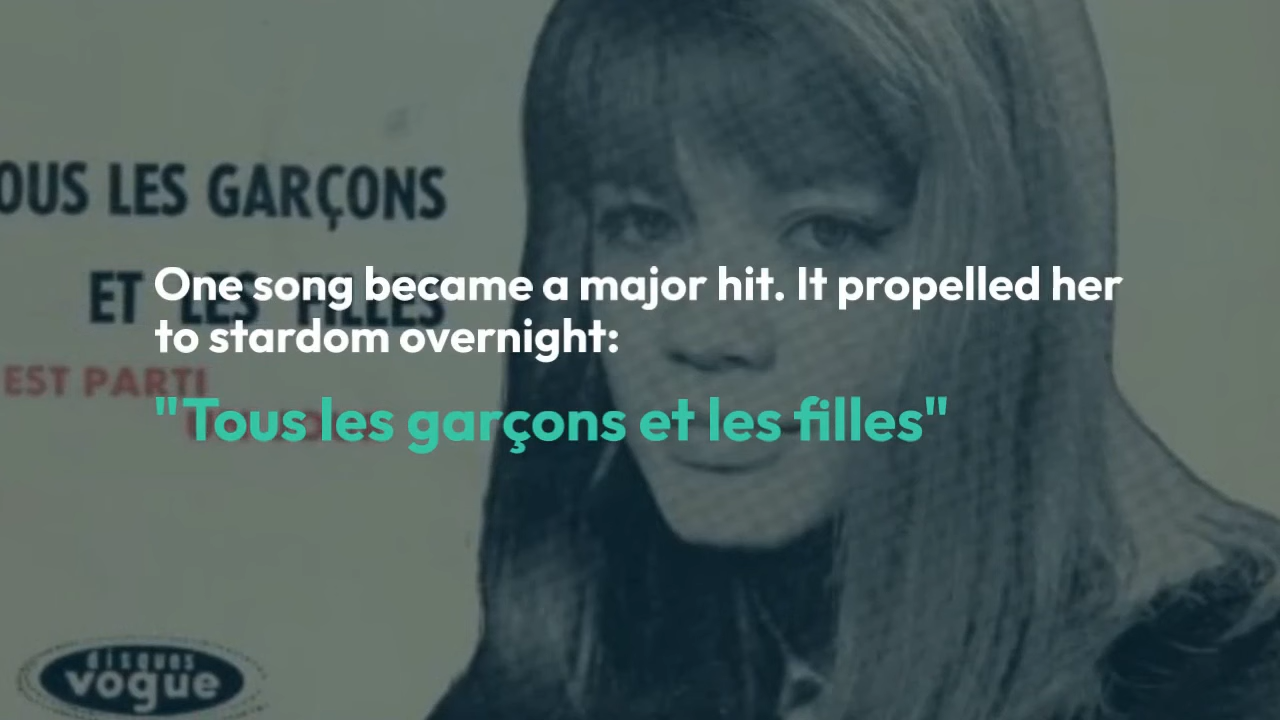 OUS LES GARÇONS
ET LES FILLES
One song became a major hit. It propelled her
to stardom overnight:
EST PARTI
"Tous les garçons et les filles"
disques
vogue